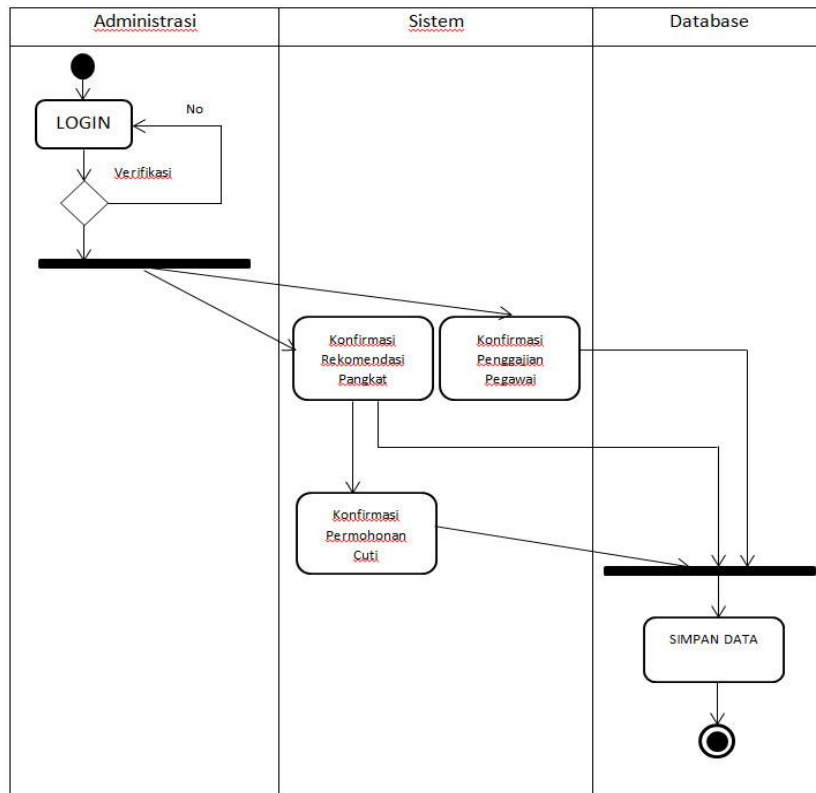 Administrasi
Sistem
Database
No
LOGIN
Verifikasi
Konfirmasi
Rekomendasi
Pangkat
Konfirmasi
Penggajian
Pegawai
Konfirmasi
Permohonan
Cuti
SIMPAN DATA